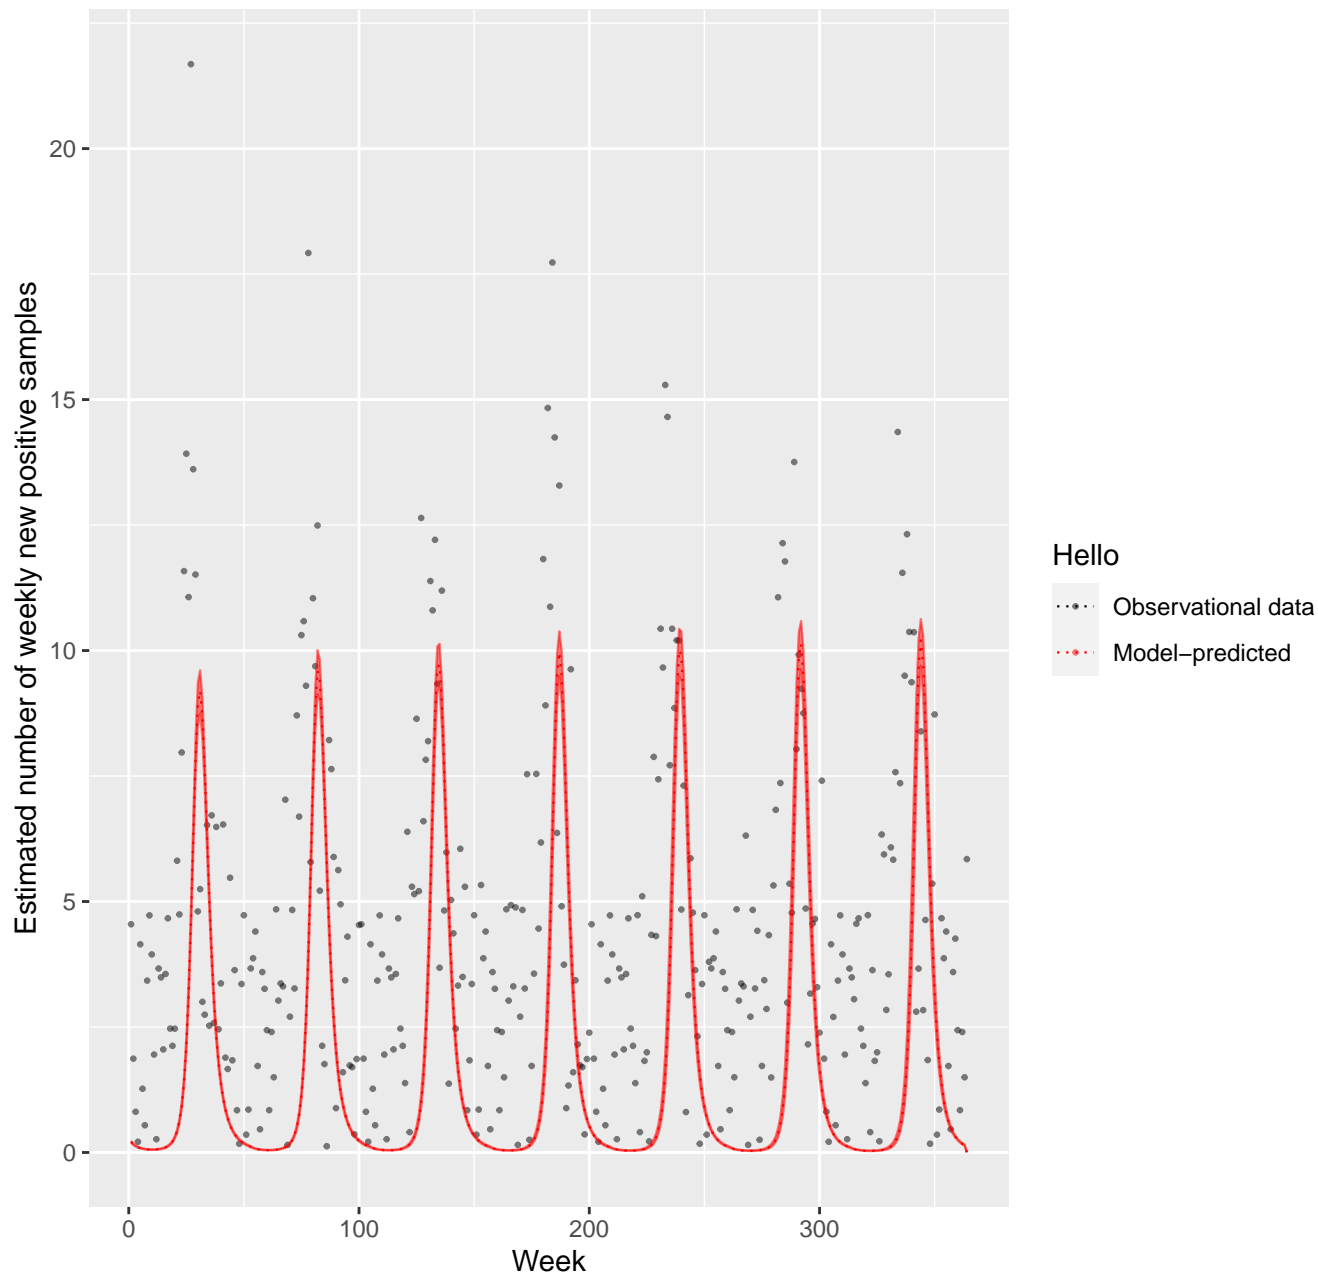 Estimated number of weekly new positive samples
20
15
10
5
0
0 100 200 300
Week
Hello
Observational data
Model−predicted